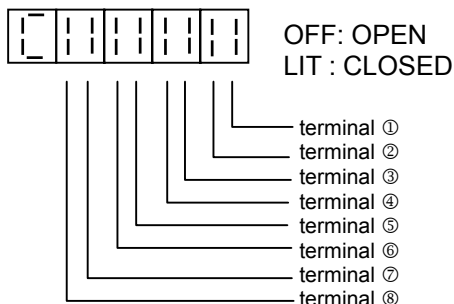 OFF: OPEN
LIT : CLOSED
terminal ①
terminal ②
terminal ③
terminal ④
terminal ⑤
terminal ⑥
terminal ⑦
terminal ⑧